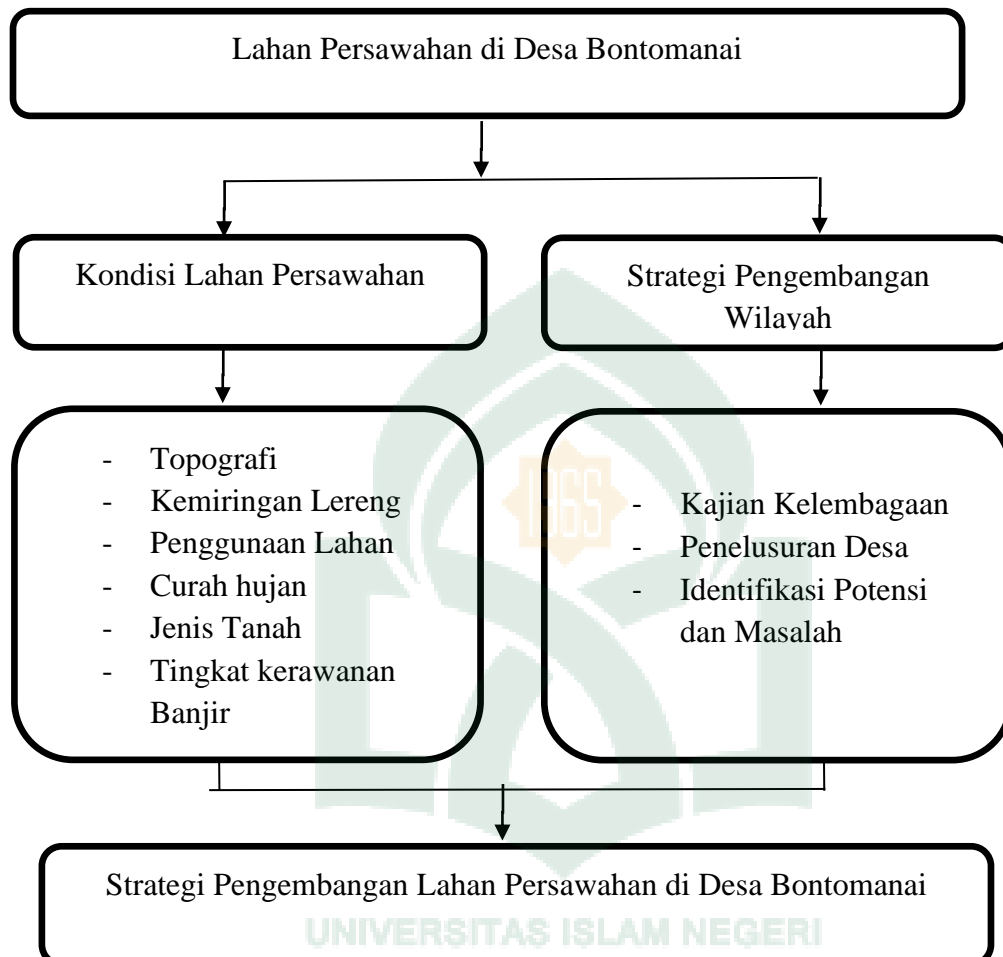 Lahan Persawahan di Desa Bontomanai
Kondisi Lahan Persawahan
Strategi Pengembangan
Wilayah
- Topografi
- Kemiringan Lereng
- Penggunaan Lahan
- Curah hujan
- Jenis Tanah
- Tingkat kerawanan
Banjir
- Kajian Kelembagaan
- Penelusuran Desa
- Identifikasi Potensi
dan Masalah
1965
Strategi Pengembangan Lahan Persawahan di Desa Bontomanai
UNIVERSITAS ISLAM NEGERI